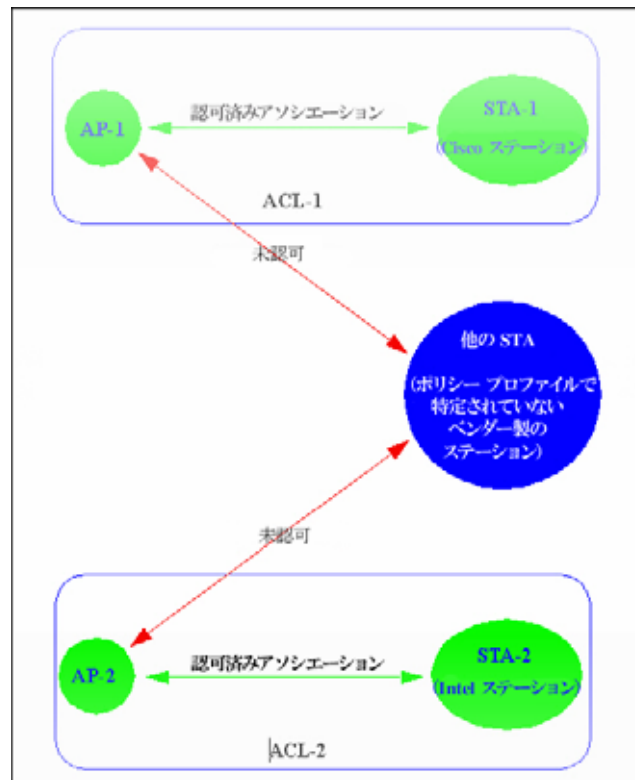 認可済みアソシエーション
AP-1
STA-1
(Cisco ステーション)
ACL-1
未認可
他の STA
(ポリシー プロファイルで
特定されていない
ベンダー製の
ステーション)
未認可
認可済みアソシエーション
AP-2
STA-2
(Intel ステーション)
ACL-2